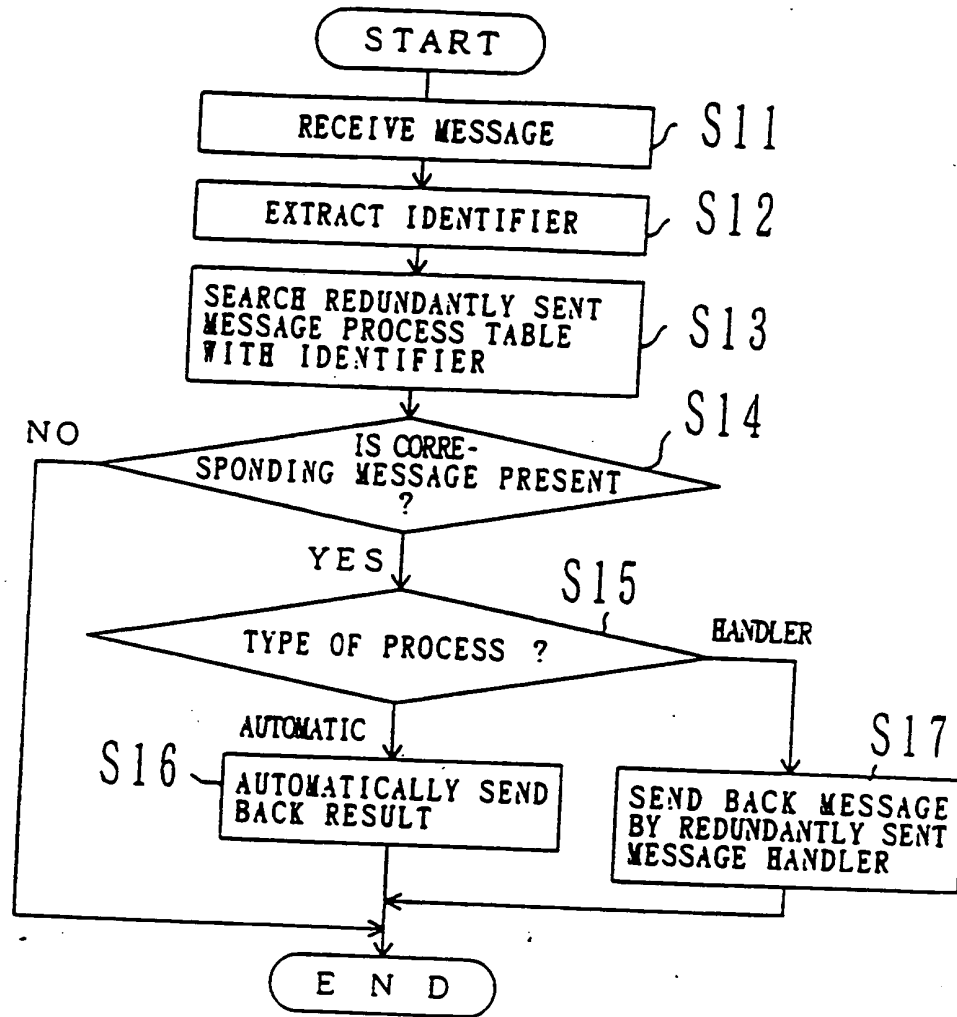 START
RECEIVE MESSAGE
S11
EXTRACT IDENTIFIER
S12
SEARCH REDUNDANTLY SENT
MESSAGE PROCESS TABLE
WITH IDENTIFIER
S13
S14
NO
IS CORRE-
SPONDING MESSAGE PRESENT
?
YES
S15
TYPE OF PROCESS ?
HANDLER
AUTOMATIC
S16
AUTOMATICALLY SEND
BACK RESULT
S17
SEND BACK MESSAGE
BY REDUNDANTLY SENT
MESSAGE HANDLER
END